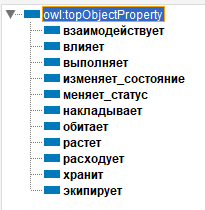 owl:topObjectProperty
взаимодействует
влияет
выполняет
изменяет_состояние
меняет_статус
накладывает
обитает
растет
расходует
хранит
экипирует